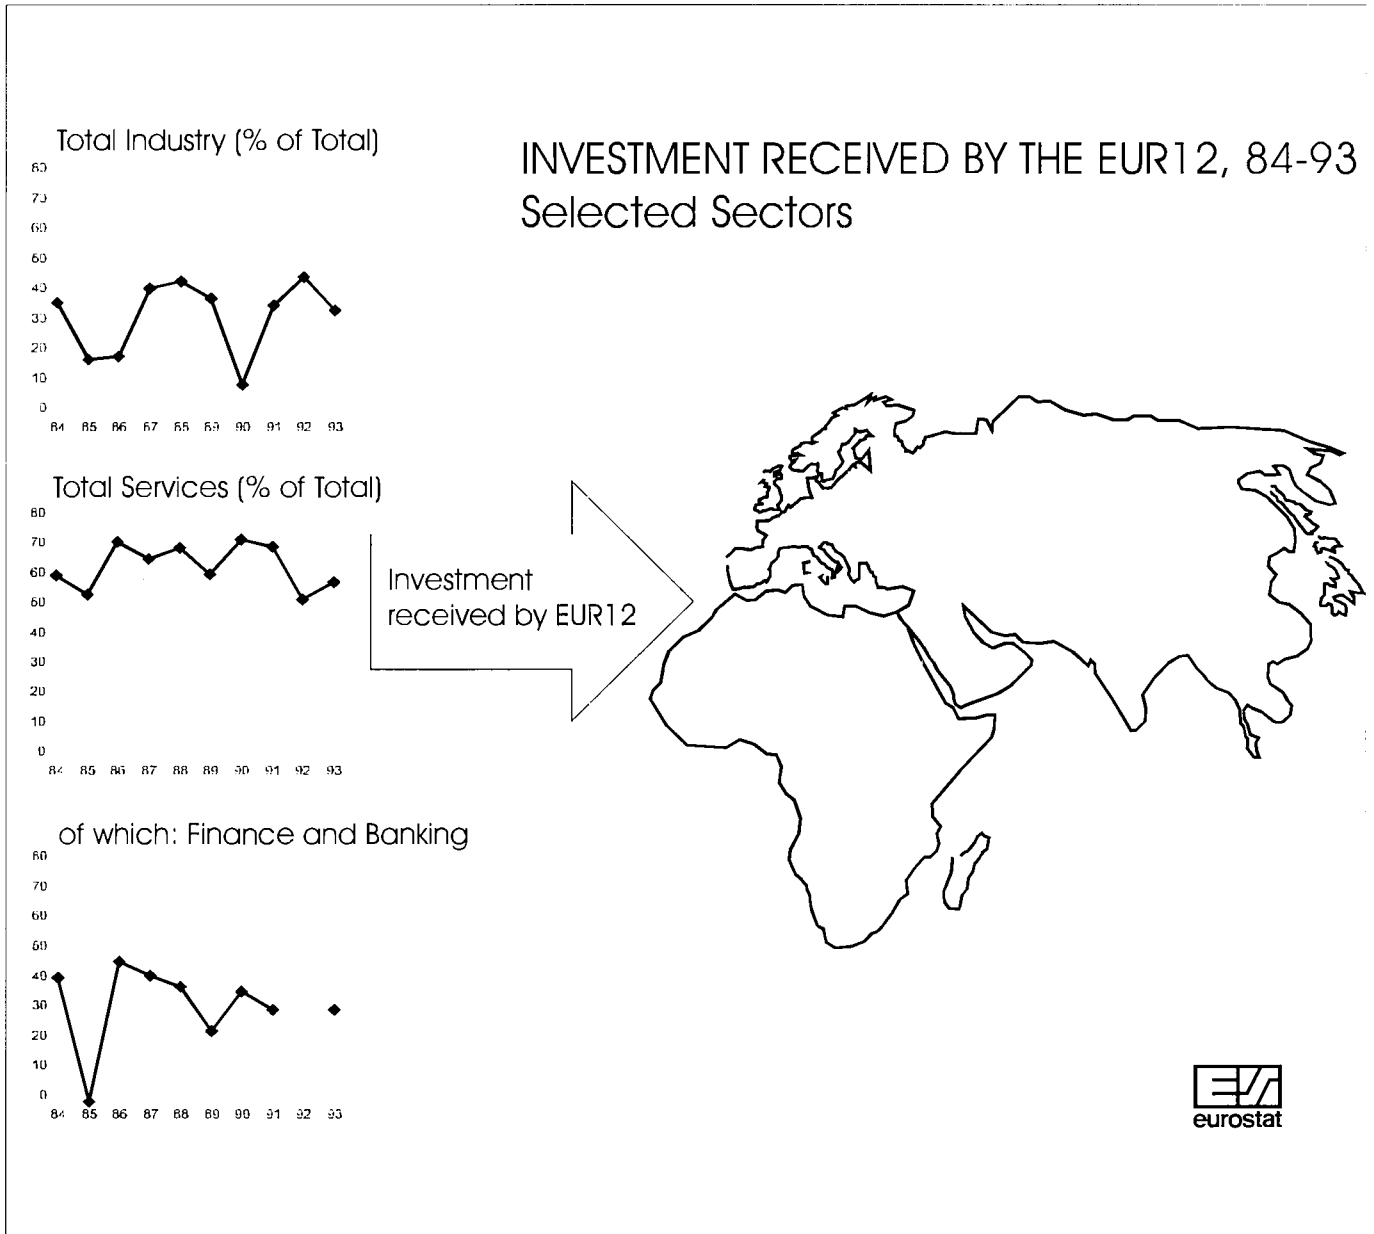 Total Industry (% of Total)
INVESTMENT RECEIVED BY THE EUR12, 84-93
Selected Sectors
80
70
60
50
40
30
20
10
0
84 85 86 87 88 89 90 91 92 93
Total Services (% of Total)
80
70
60
50
40
30
20
10
0
84 85 86 87 88 89 90 91 92 93
Investment
received by EUR12
of which: Finance and Banking
80
70
60
50
40
30
20
10
0
84 85 86 87 88 89 90 91 92 93
eurostat